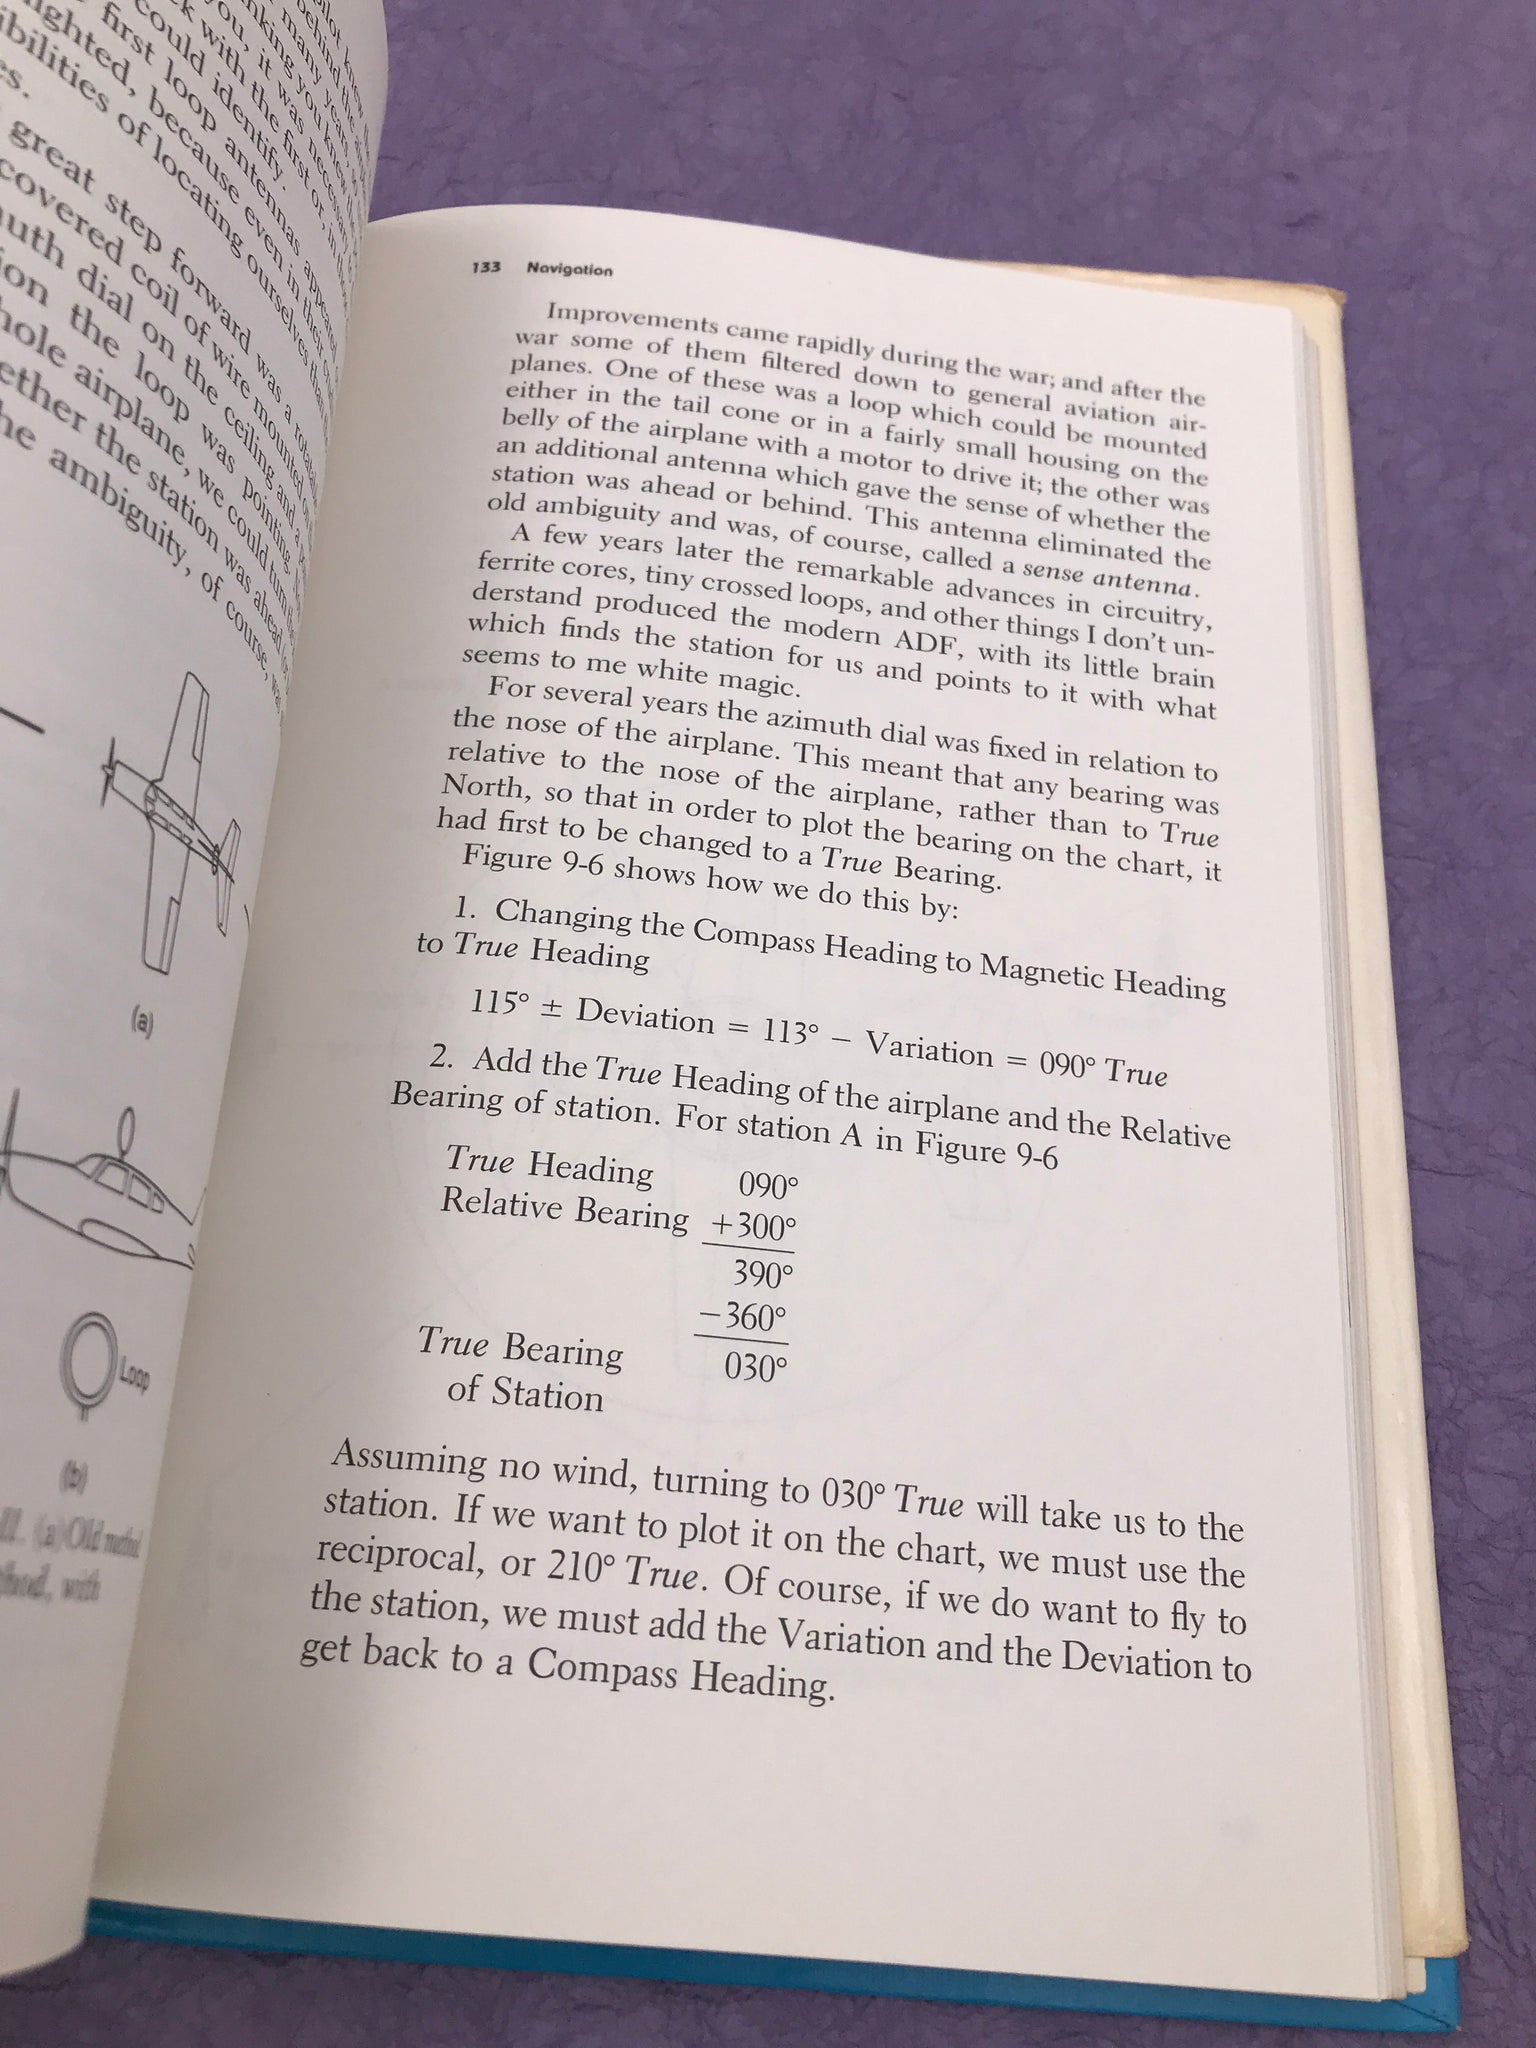 great step forward was a
covered coil of wire mounted on
dial on the ceiling and a
the loop was pointing.
airplane, we could turn
the station was ahead
ambiguity, of course,
(a)
Loop
(b)
(a) Old method
with
133 Navigation
Improvements came rapidly during the war; and after the
war some of them filtered down to general aviation air-
planes. One of these was a loop which could be mounted
either in the tail cone or in a fairly small housing on the
belly of the airplane with a motor to drive it; the other was
an additional antenna which gave the sense of whether the
station was ahead or behind. This antenna eliminated the
old ambiguity and was, of course, called a sense antenna.
A few years later the remarkable advances in circuitry,
ferrite cores, tiny crossed loops, and other things I don't un-
derstand produced the modern ADF, with its little brain
which finds the station for us and points to it with what
seems to me white magic.
For several years the azimuth dial was fixed in relation to
the nose of the airplane. This meant that any bearing was
relative to the nose of the airplane, rather than to True
North, so that in order to plot the bearing on the chart, it
had first to be changed to a True Bearing.
Figure 9-6 shows how we do this by:
1. Changing the Compass Heading to Magnetic Heading
to True Heading
115° ± Deviation = 113° − Variation = 090° True
2. Add the True Heading of the airplane and the Relative
Bearing of station. For station A in Figure 9-6
True Heading 090°
Relative Bearing +300°
390°
−360°
True Bearing 030°
of Station
Assuming no wind, turning to 030° True will take us to the
station. If we want to plot it on the chart, we must use the
reciprocal, or 210° True. Of course, if we do want to fly to
the station, we must add the Variation and the Deviation to
get back to a Compass Heading.